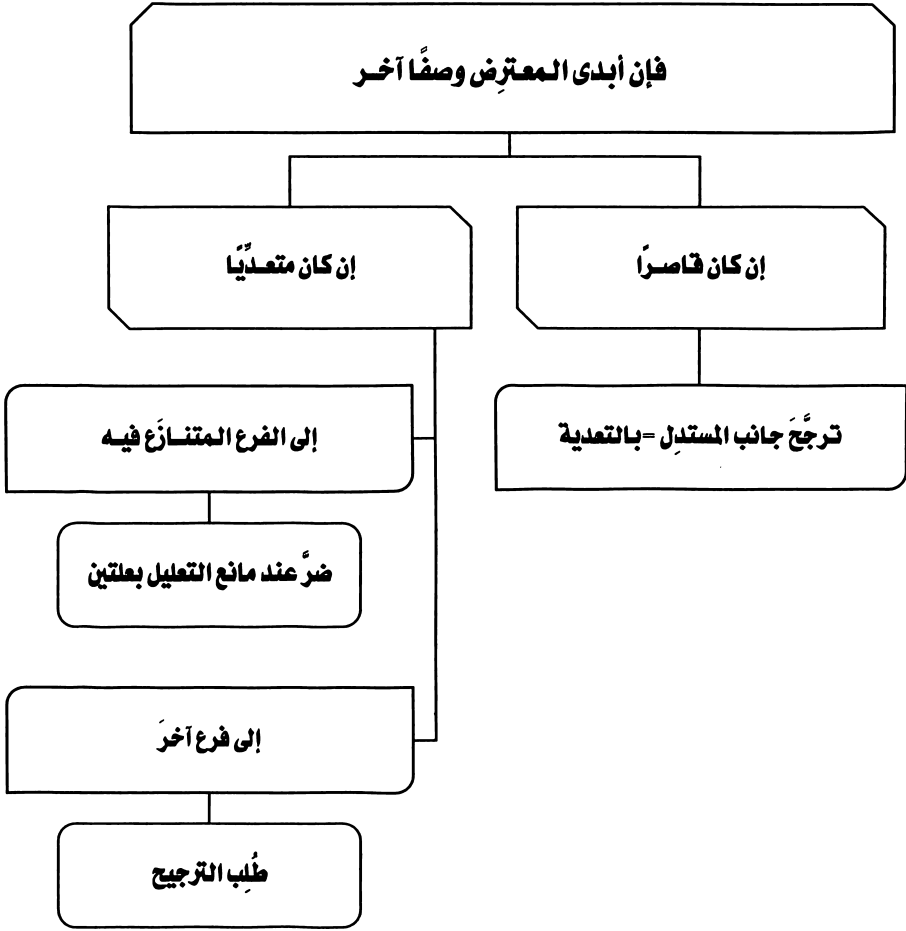 فإن أبدى المعترِض وصفًا آخر
إن كان قاصرًا
إن كان متعدِّيًا
ترجَّحَ جانب المستدِل =بالتعدية
إلى الفرع المتنازَع فيه
ضرَّ عند مانع التعليل بعلتين
إلى فرع آخرَ
طُلِب الترجيح